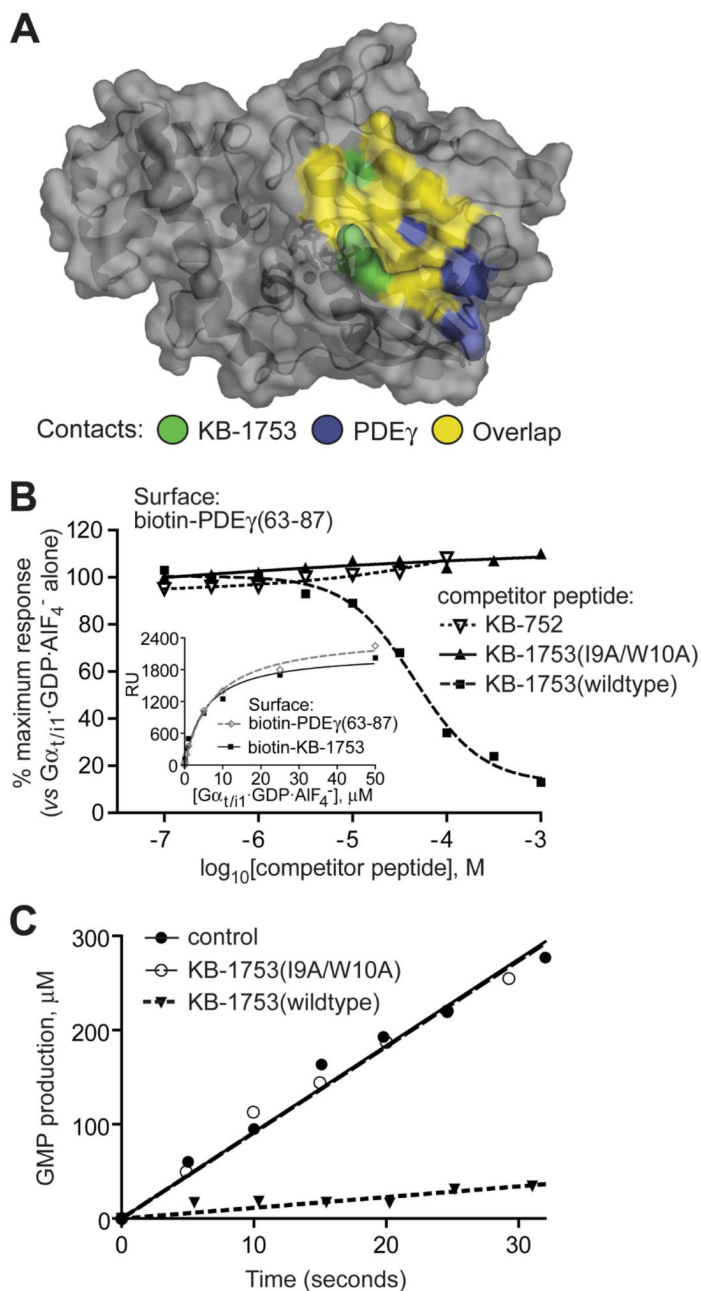 A
Contacts: KB-1753 PDEγ Overlap
B
Surface:
biotin-PDEγ(63-87)
% maximum response
(vs Gαt/i1·GDP·AlF4- alone)
120
100
80
60
40
20
0
competitor peptide:
KB-752
KB-1753(I9A/W10A)
KB-1753(wildtype)
RU
2400
1800
1200
600
0
Surface:
biotin-PDEγ(63-87)
biotin-KB-1753
0 10 20 30 40 50
[Gαt/i1·GDP·AlF4-], μM
-7 -6 -5 -4 -3
log10[competitor peptide], M
C
control
KB-1753(I9A/W10A)
KB-1753(wildtype)
GMP production, μM
300
200
100
0
0 10 20 30
Time (seconds)